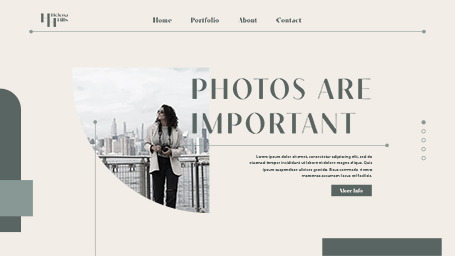 Helena
Hills
Home Portfolio About Contact
PHOTOS ARE
IMPORTANT
Lorem ipsum dolor sit amet, consectetur adipiscing elit, sed do
eiusmod tempor incididunt ut labore et dolore magna aliqua. Quis
ipsum suspendisse ultrices gravida. Risus commodo viverra
maecenas accumsan lacus vel facilisis.
More Info